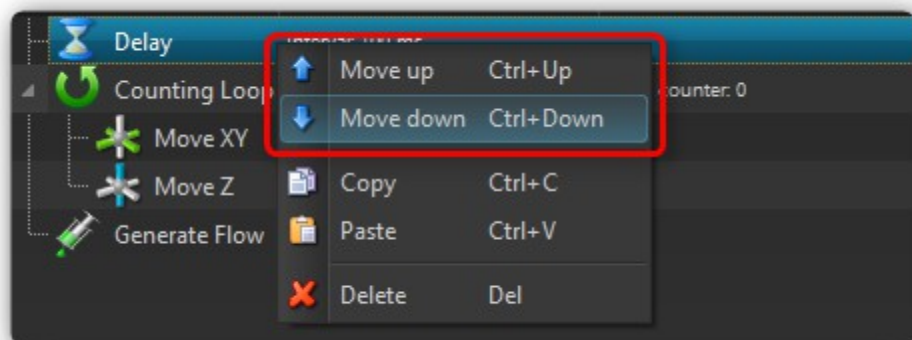 Delay
Move up Ctrl+Up
Counting Loop counter: 0
Move down Ctrl+Down
Move XY
Move Z
Copy Ctrl+C
Generate Flow
Paste Ctrl+V
Delete Del